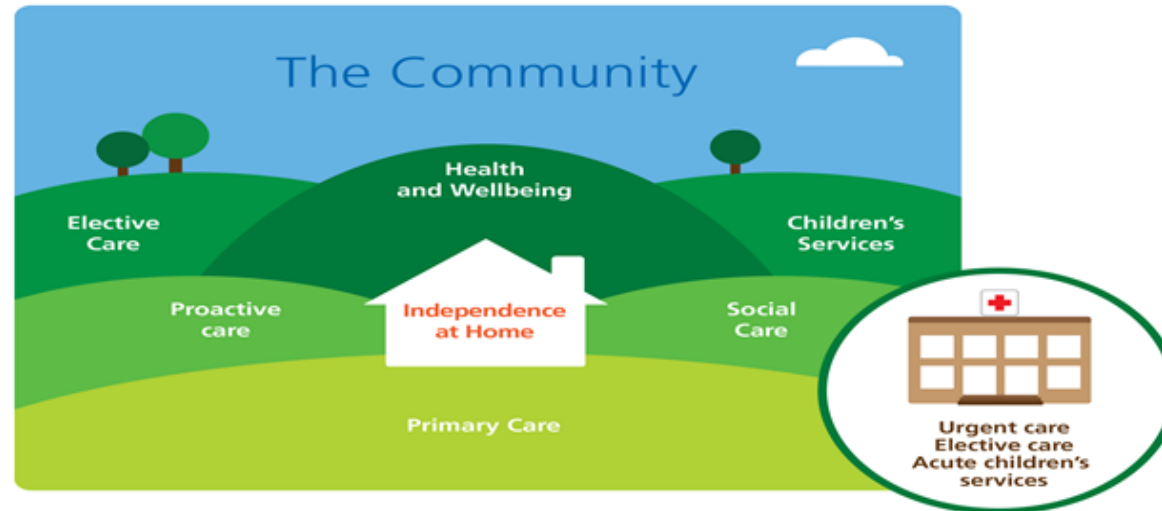 The Community
Health
and Wellbeing
Elective
Care
Children's
Services
Proactive
care
Independence
at Home
Social
Care
Primary Care
Urgent care
Elective care
Acute children's
services